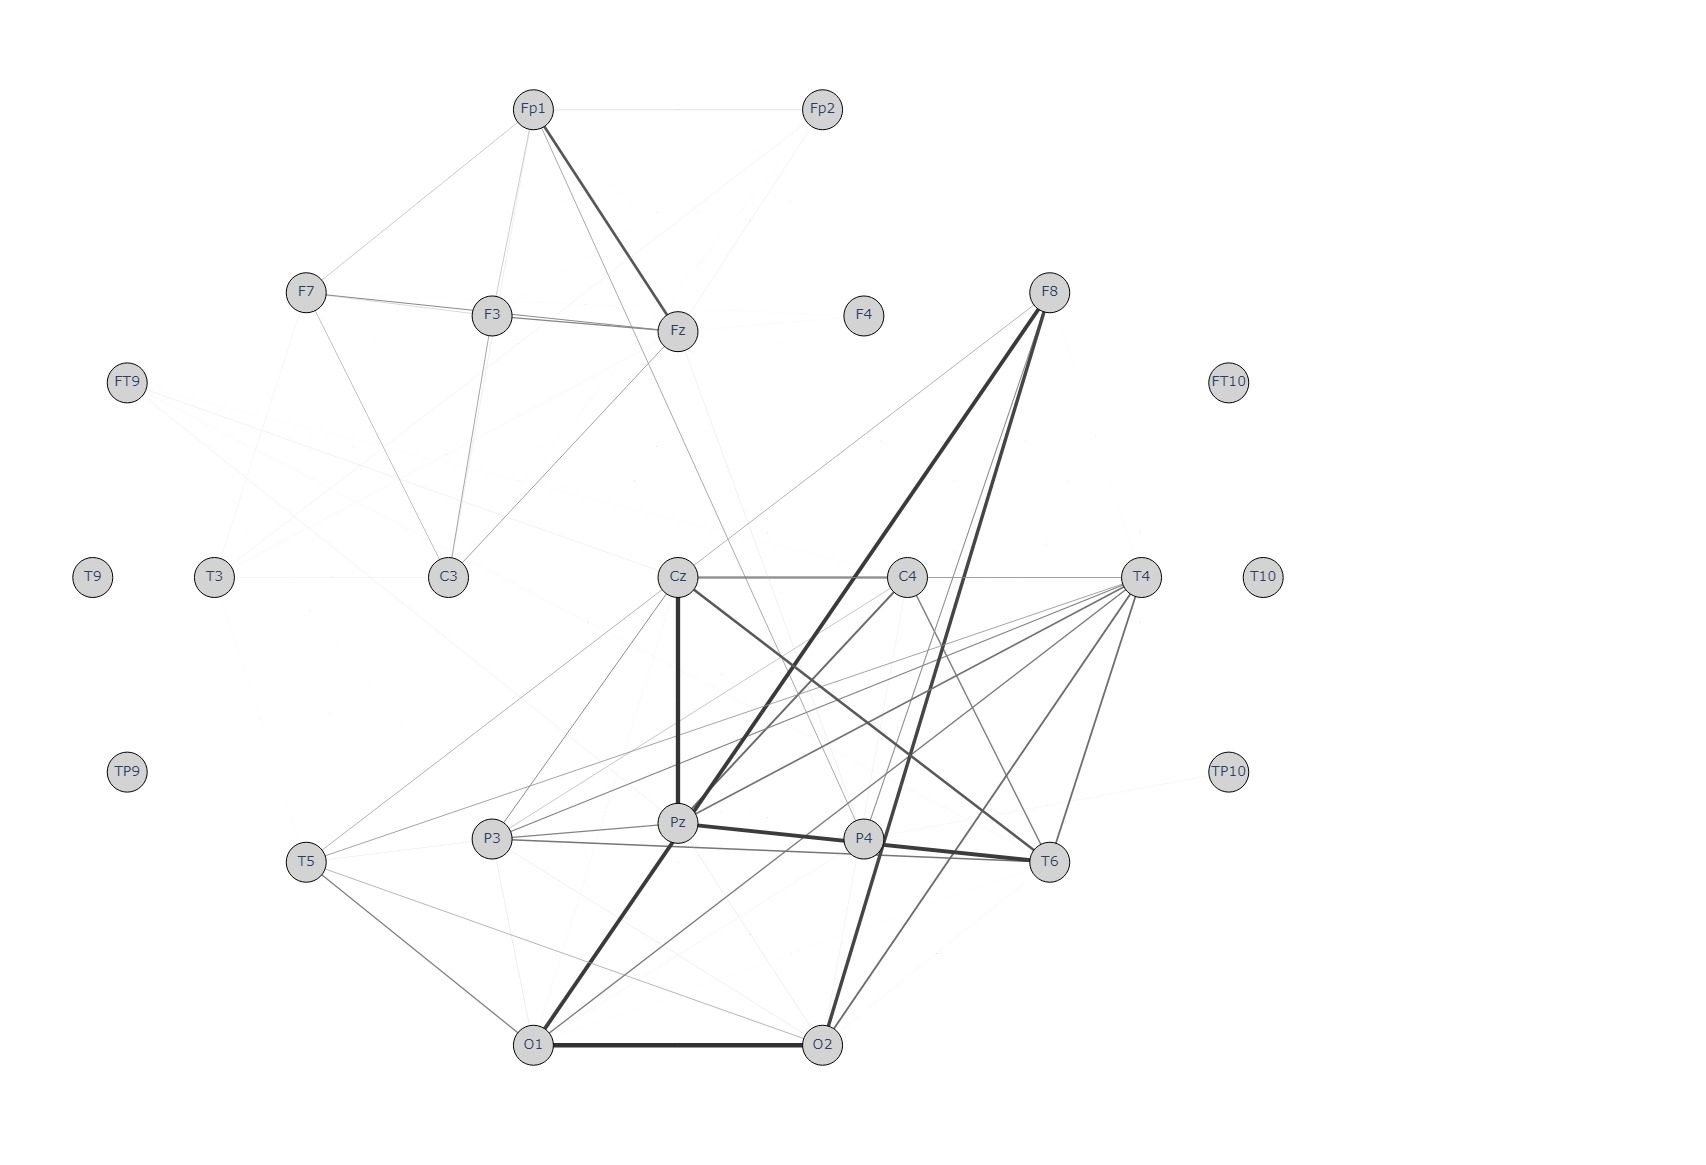 Fp1 Fp2
F7 F3 Fz F4 F8
FT9 FT10
T9 T3 C3 Cz C4 T4 T10
TP9 TP10
T5 P3 Pz P4 T6
O1 O2